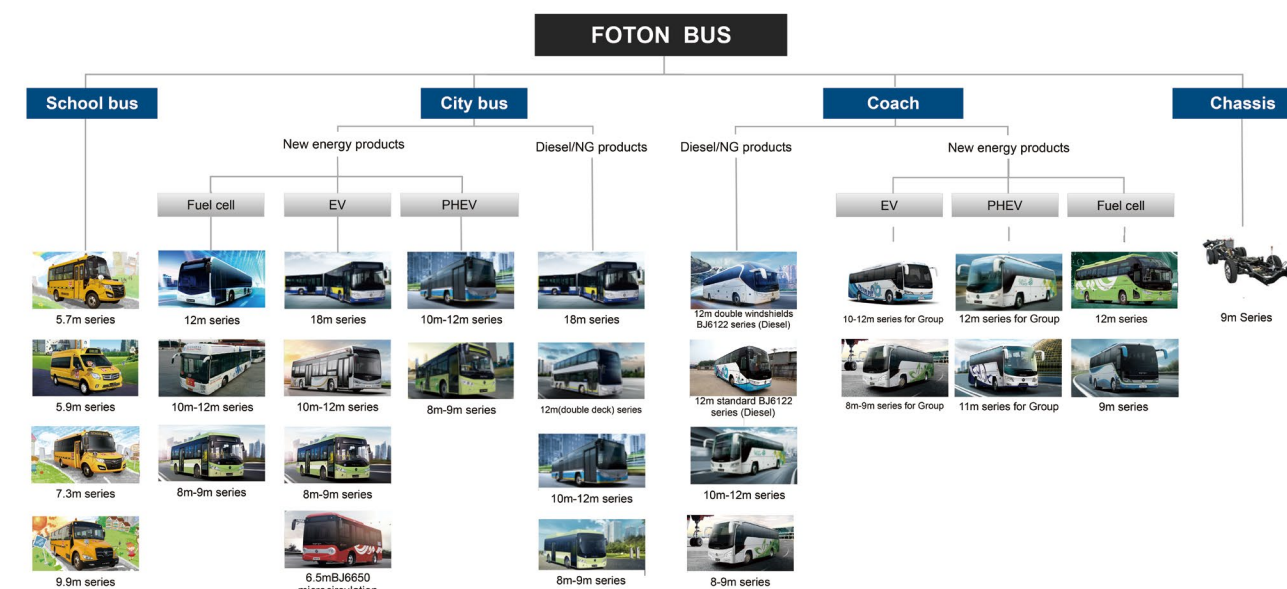 FOTON BUS
School bus
City bus
Coach
Chassis
New energy products
Diesel/NG products
Diesel/NG products
New energy products
Fuel cell
EV
PHEV
EV
PHEV
Fuel cell
5.7m series
12m series
18m series
10m-12m series
18m series
12m double windshields
BJ6122 series (Diesel)
10-12m series for Group
12m series for Group
12m series
9m Series
5.9m series
10m-12m series
10m-12m series
8m-9m series
12m(double deck) series
12m standard BJ6122
series (Diesel)
8m-9m series for Group
11m series for Group
9m series
7.3m series
8m-9m series
8m-9m series
10m-12m series
10m-12m series
9.9m series
6.5mBJ6650
microcirculation
8m-9m series
8-9m series